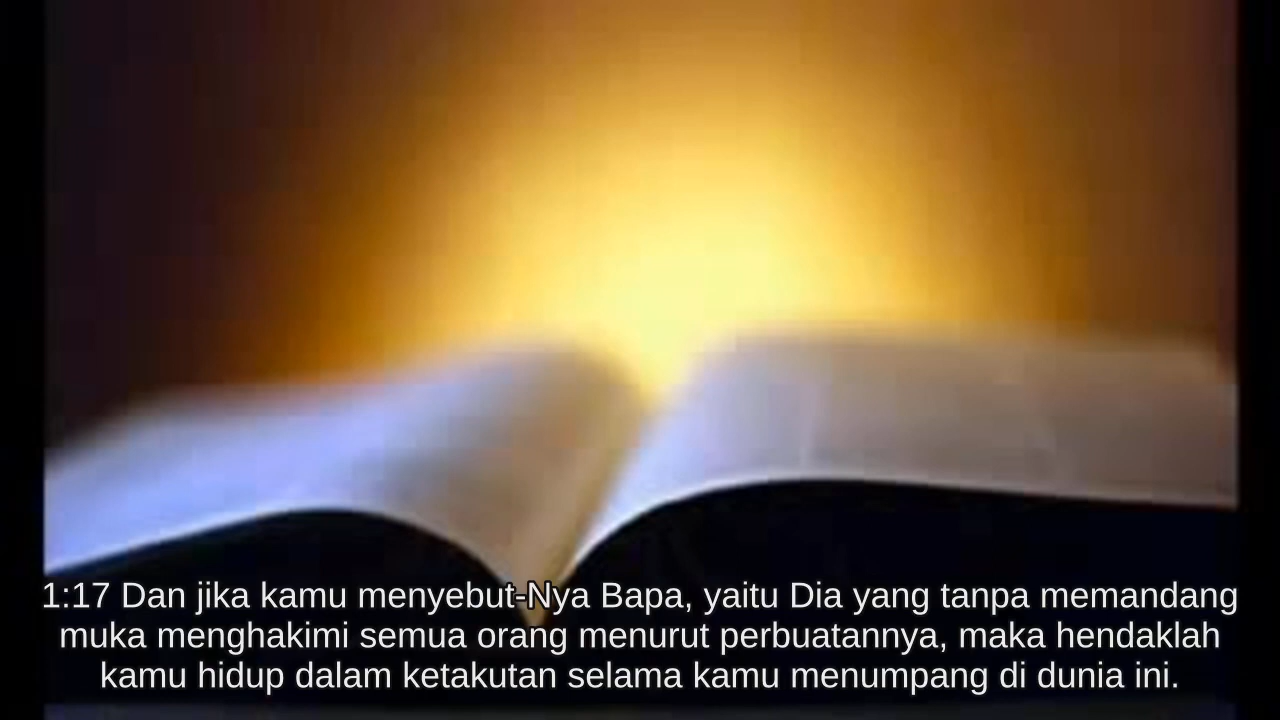 1:17 Dan jika kamu menyebut-Nya Bapa, yaitu Dia yang tanpa memandang
muka menghakimi semua orang menurut perbuatannya, maka hendaklah
kamu hidup dalam ketakutan selama kamu menumpang di dunia ini.